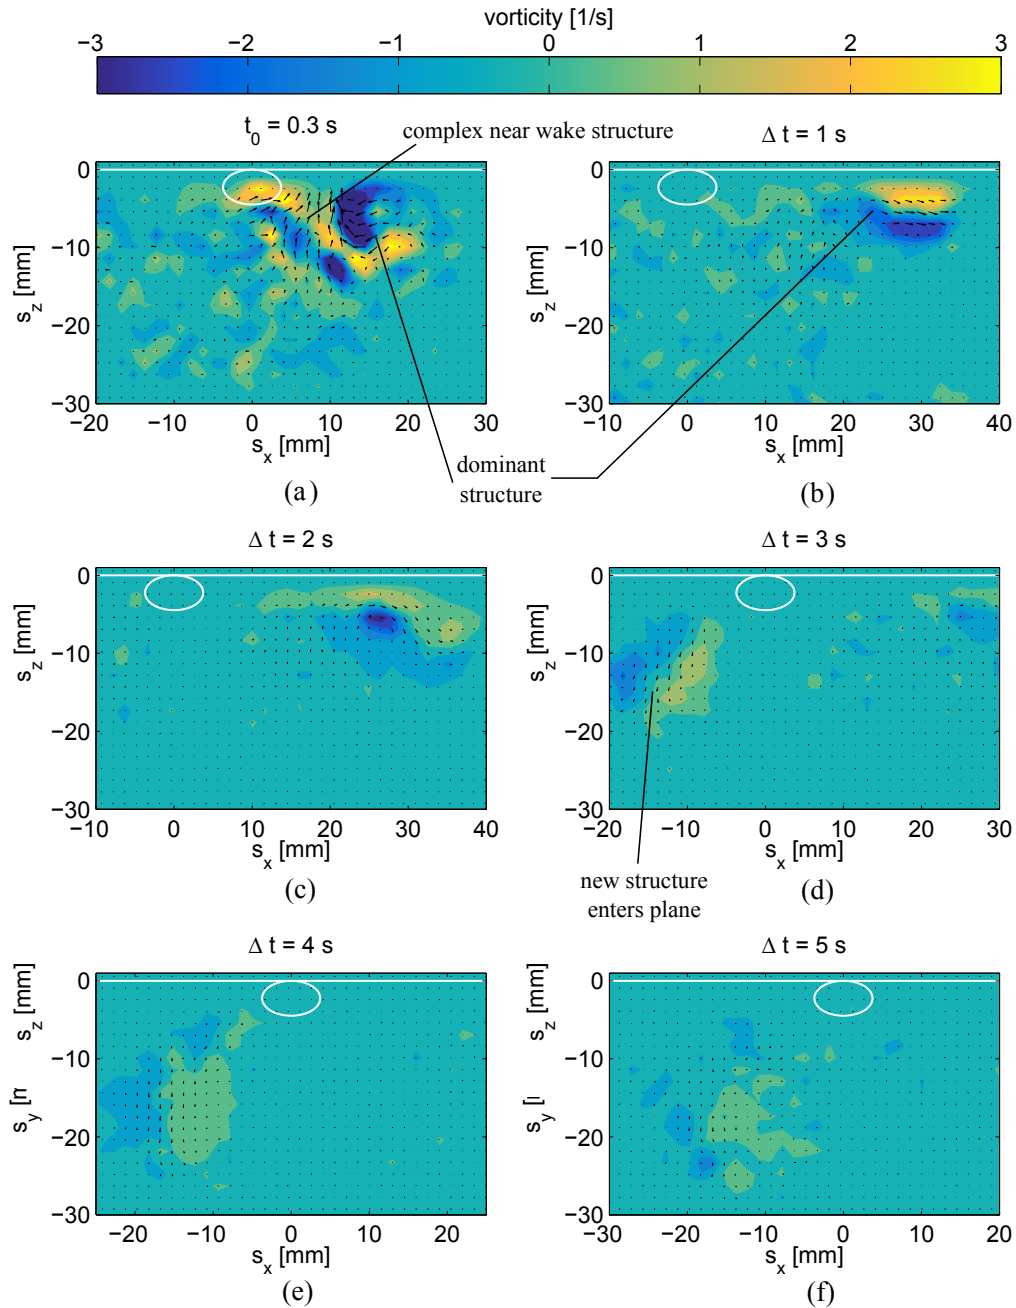 vorticity [1/s]
−3 −2 −1 0 1 2 3
t0 = 0.3 s
complex near wake structure
Δ t = 1 s
0
−10
−20
−30
sz [mm]
−20 −10 0 10 20 30
sx [mm]
(a)
0
−10
−20
−30
sz [mm]
−10 0 10 20 30 40
sx [mm]
(b)
dominant
structure
Δ t = 2 s
0
−10
−20
−30
sz [mm]
−10 0 10 20 30 40
sx [mm]
(c)
Δ t = 3 s
0
−10
−20
−30
sz [mm]
−20 −10 0 10 20 30
sx [mm]
(d)
new structure
enters plane
Δ t = 4 s
0
−10
−20
−30
sz [mm]
sy [
−20 −10 0 10 20
sx [mm]
(e)
Δ t = 5 s
0
−10
−20
−30
sz [mm]
sy [
−20 −10 0 10 20
sx [mm]
(f)